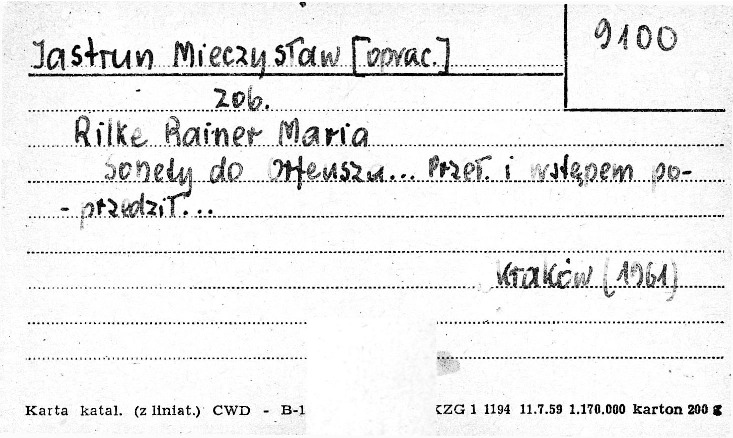 9100
Jastrun Mieczysław [oprac.]
zob.
Rilke Rainer Maria
Sonety do Orfeusza... Przeł. i wstępem po-
- przedził...
Kraków (1961)
Karta katal. (z liniat.) CWD - B-1 KZG 1 1194 11.7.59 1.170.000 karton 200 g